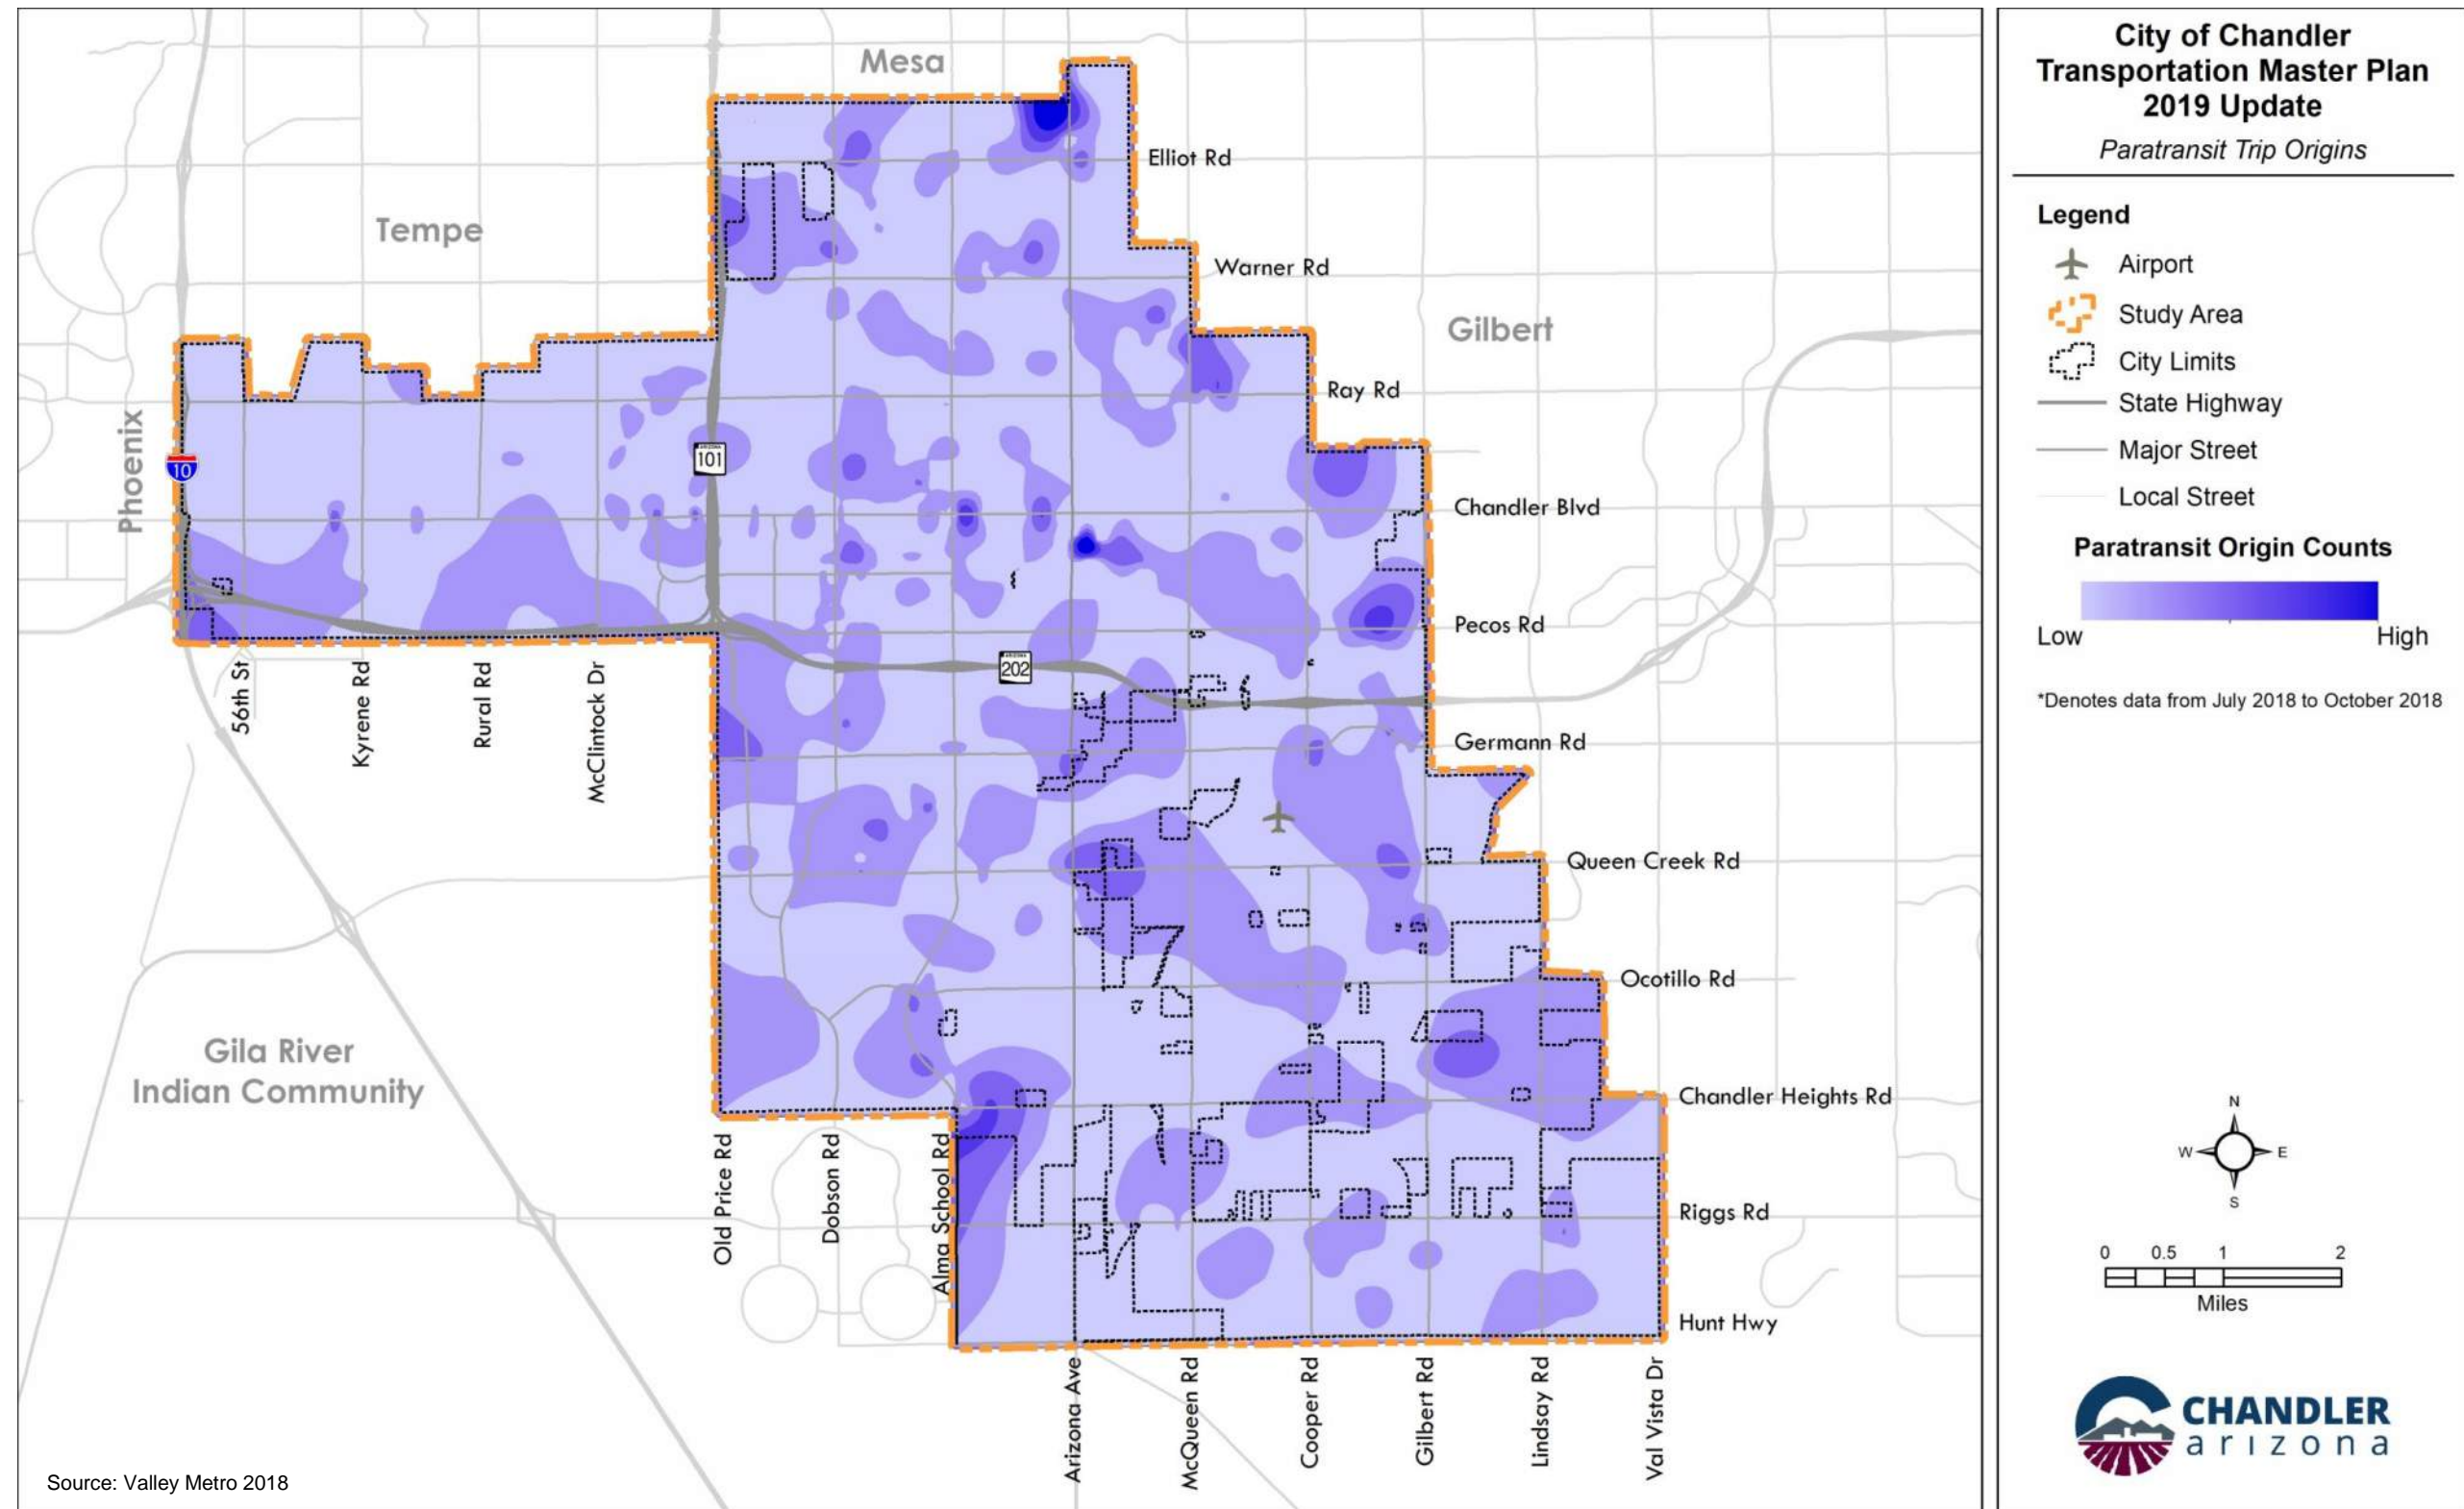 Mesa
Tempe
Gilbert
Phoenix
Gila River
Indian Community
10
ARIZONA
101
ARIZONA
202
Elliot Rd
Warner Rd
Ray Rd
Chandler Blvd
Pecos Rd
Germann Rd
Queen Creek Rd
Ocotillo Rd
Chandler Heights Rd
Riggs Rd
Hunt Hwy
56th St
Kyrene Rd
Rural Rd
McClintock Dr
Old Price Rd
Dobson Rd
Alma School Rd
Arizona Ave
McQueen Rd
Cooper Rd
Gilbert Rd
Lindsay Rd
Val Vista Dr
Source: Valley Metro 2018
City of Chandler
Transportation Master Plan
2019 Update
Paratransit Trip Origins
Legend
Airport
Study Area
City Limits
State Highway
Major Street
Local Street
Paratransit Origin Counts
Low
High
*Denotes data from July 2018 to October 2018
N
W
E
S
0 0.5 1 2
Miles
CHANDLER
arizona